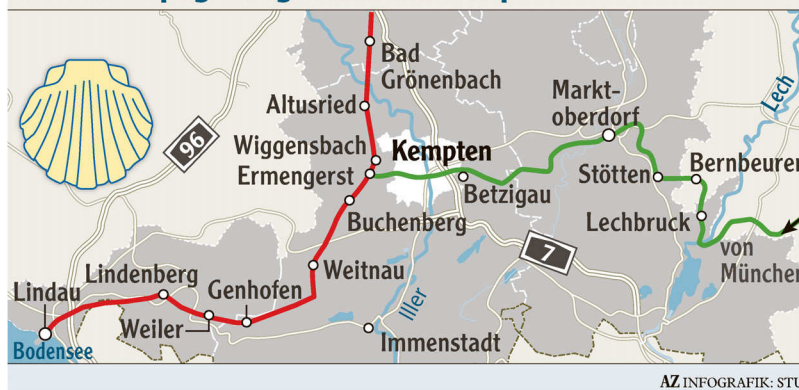 Bad
Grönenbach
Altusried
Markt-
oberdorf
Lech
96
Wiggensbach
Kempten
Ermengerst
Betzigau
Stötten
Bernbeuren
Buchenberg
Lechbruck
von
München
7
Weitnau
Lindenberg
Genhofen
Lindau
Iller
Weiler
Immenstadt
Bodensee
AZ INFOGRAFIK: STU